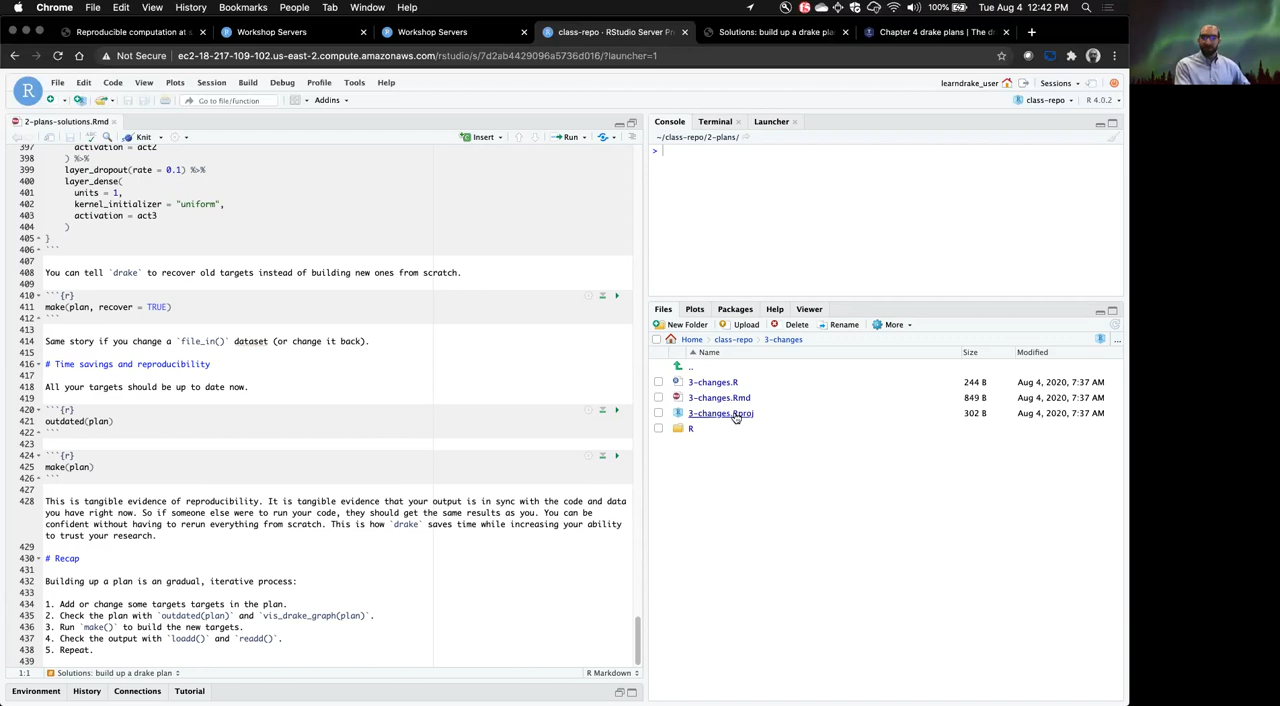 Chrome File Edit View History Bookmarks People Tab Window Help 100% Tue Aug 4 12:42 PM
Reproducible computation at s × Workshop Servers × Workshop Servers × class-repo - RStudio Server Pr × Solutions: build up a drake pla × Chapter 4 drake plans | The d × +
Not Secure ec2-18-217-109-102.us-east-2.compute.amazonaws.com/rstudio/s/7d2ab4429096a5736d016/?launcher=1
R File Edit Code View Plots Session Build Debug Profile Tools Help learndrake_user Sessions
Go to file/function Addins class-repo R 4.0.2
2-plans-solutions.Rmd ×
Knit Insert Run
397 activation = act2
398 ) %>%
399 layer_dropout(rate = 0.1) %>%
400 layer_dense(
401 units = 1,
402 kernel_initializer = "uniform",
403 activation = act3
404 )
405 }
406 ```
407
408 You can tell `drake` to recover old targets instead of building new ones from scratch.
409
410 ```{r}
411 make(plan, recover = TRUE)
412 ```
413
414 Same story if you change a `file_in()` dataset (or change it back).
415
416 # Time savings and reproducibility
417
418 All your targets should be up to date now.
419
420 ```{r}
421 outdated(plan)
422 ```
423
424 ```{r}
425 make(plan)
426 ```
427
428 This is tangible evidence of reproducibility. It is tangible evidence that your output is in sync with the code and data
you have right now. So if someone else were to run your code, they should get the same results as you. You can be
confident without having to rerun everything from scratch. This is how `drake` saves time while increasing your ability
to trust your research.
429
430 # Recap
431
432 Building up a plan is an gradual, iterative process:
433
434 1. Add or change some targets targets in the plan.
435 2. Check the plan with `outdated(plan)` and `vis_drake_graph(plan)`.
436 3. Run `make()` to build the new targets.
437 4. Check the output with `loadd()` and `readd()`.
438 5. Repeat.
439
1:1 Solutions: build up a drake plan R Markdown
Environment History Connections Tutorial
Console Terminal × Launcher ×
~/class-repo/2-plans/
>
Files Plots Packages Help Viewer
New Folder Upload Delete Rename More
Home class-repo 3-changes ...
Name Size Modified
..
3-changes.R 244 B Aug 4, 2020, 7:37 AM
3-changes.Rmd 849 B Aug 4, 2020, 7:37 AM
3-changes.Rproj 302 B Aug 4, 2020, 7:37 AM
R